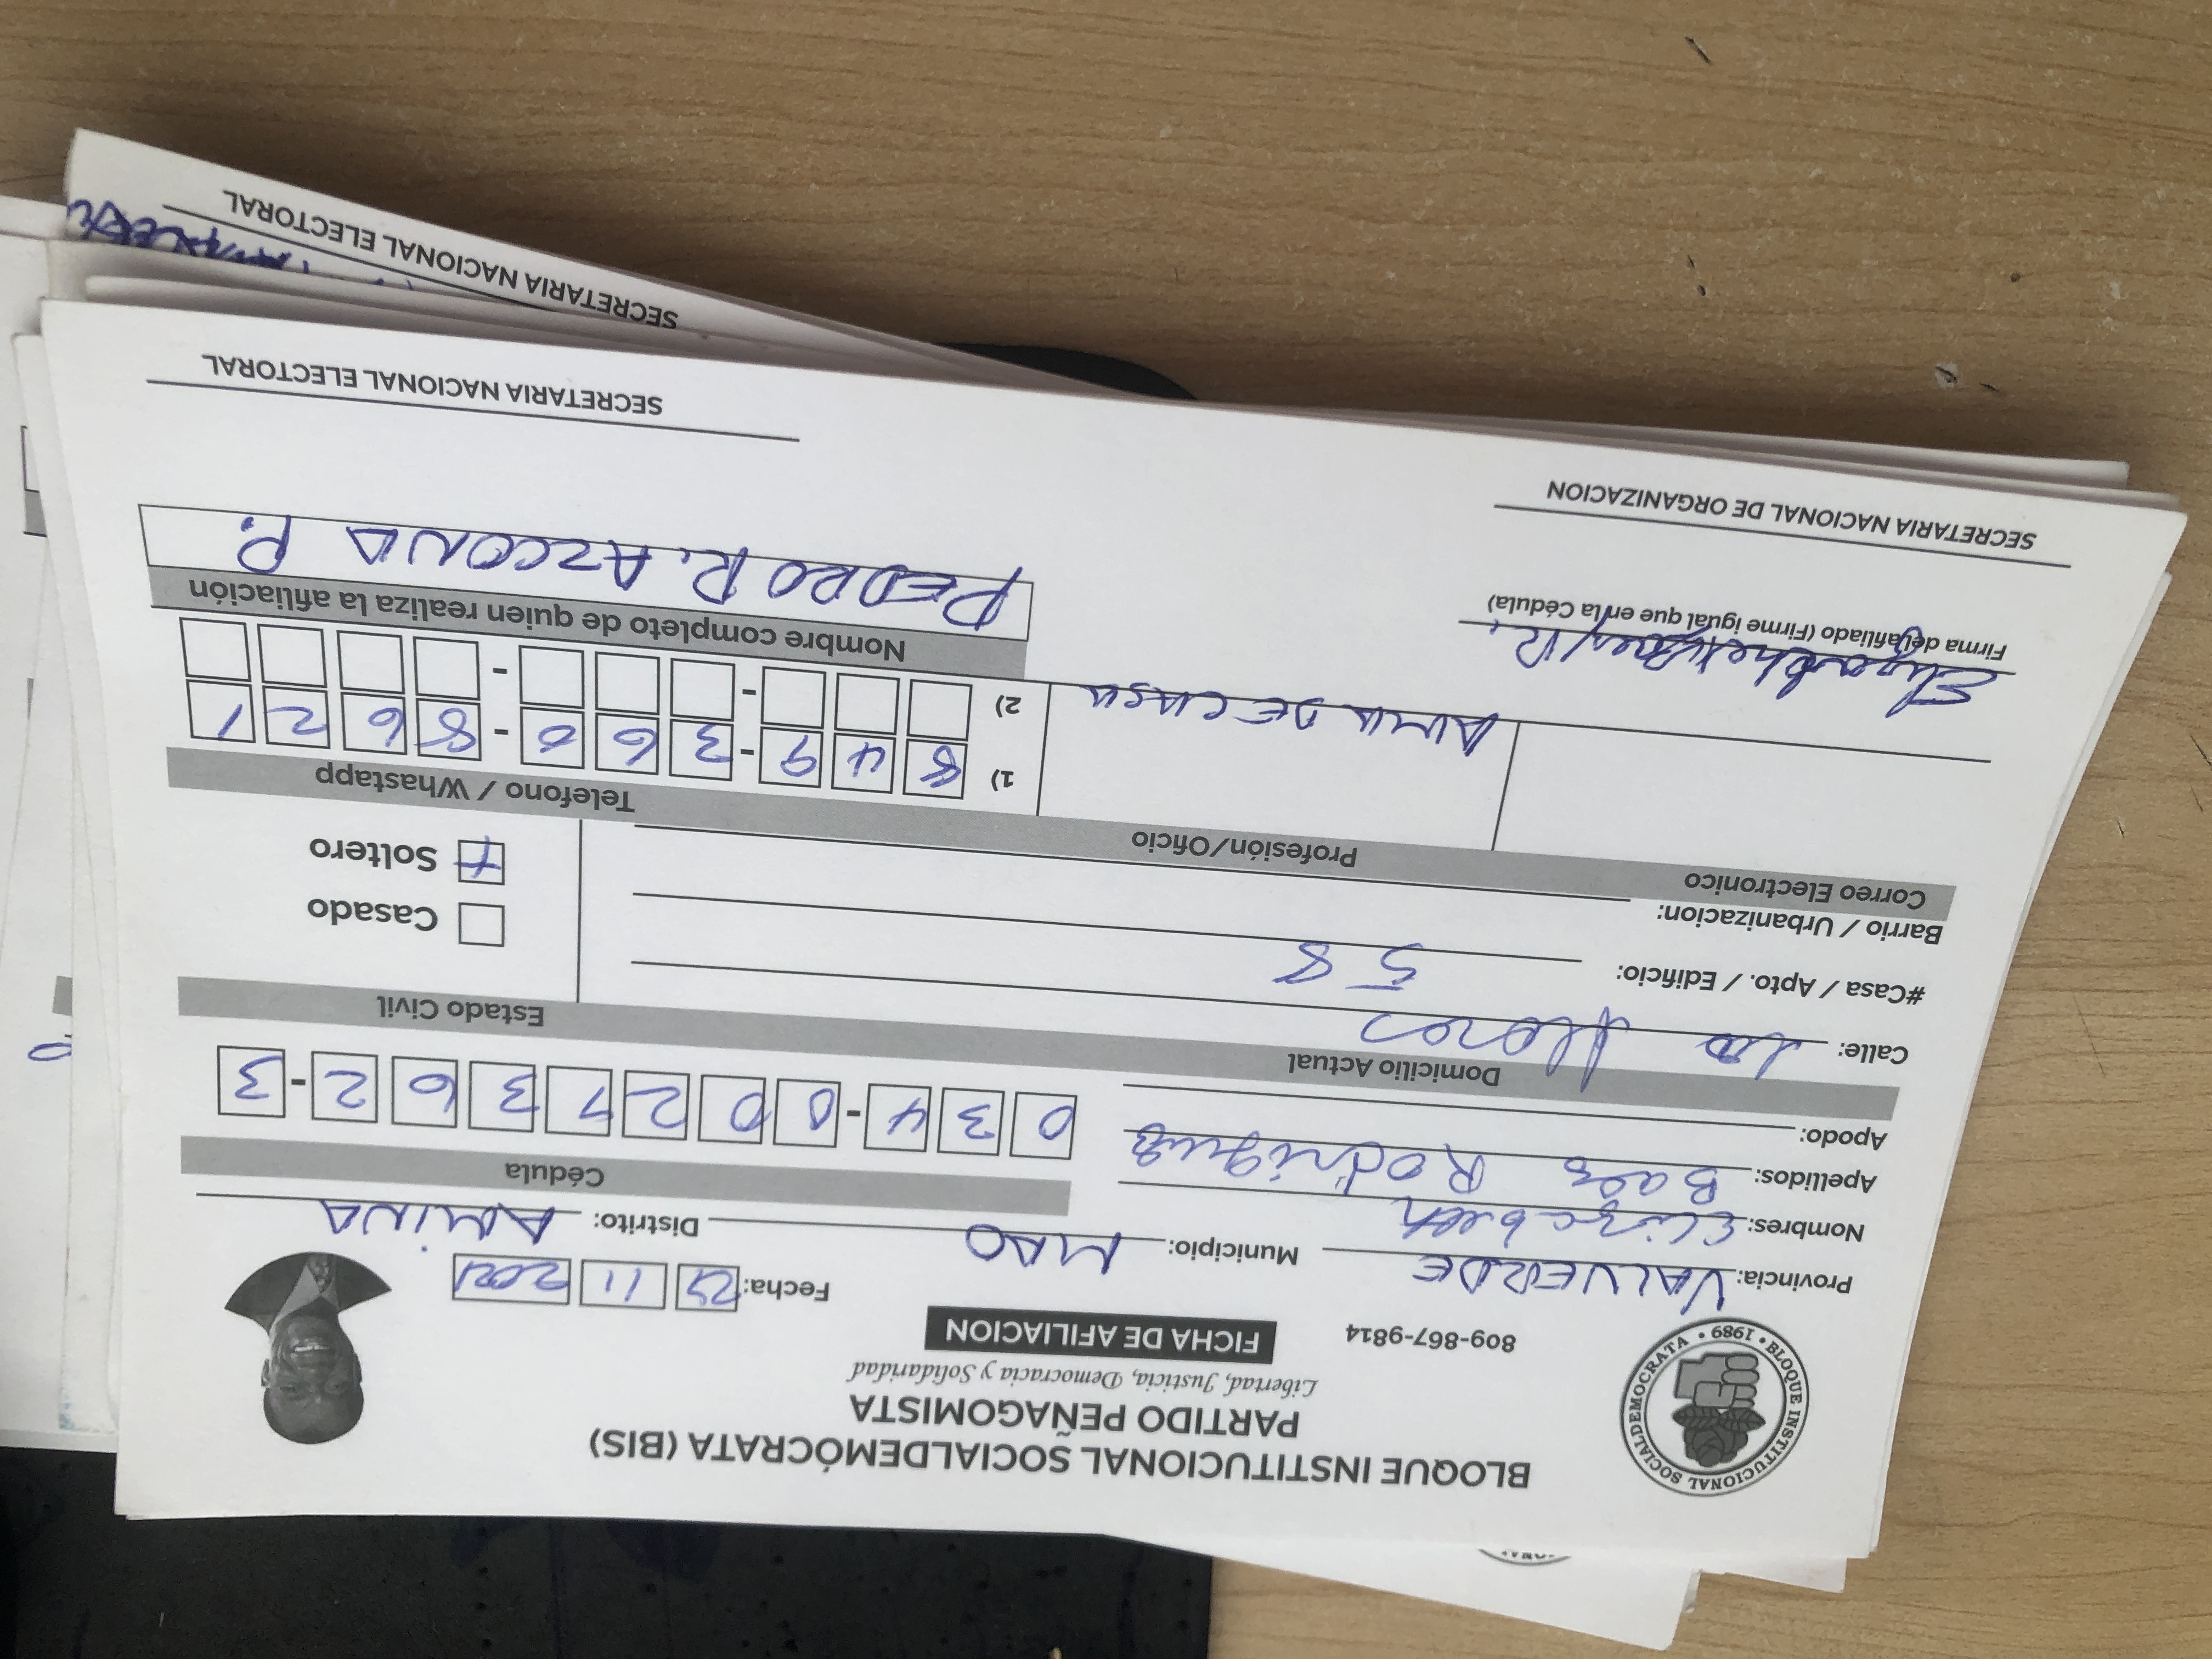 BLOQUE INSTITUCIONAL SOCIALDEMOCRATA • 1989 •
BLOQUE INSTITUCIONAL SOCIALDEMÓCRATA (BIS)
PARTIDO PEÑAGOMISTA
Libertad, Justicia, Democracia y Solidaridad
809-867-9814
FICHA DE AFILIACION
Fecha: 11 2021
Provincia: VALVERDE Municipio: MAO Distrito: AMINA
Nombres: Elizabeth
Apellidos: Baez Rodriguez
Apodo:
Cédula
034-0027362-3
Domicilio Actual
Estado Civil
Calle:
#Casa / Apto. / Edificio: 58
Barrio / Urbanizacion:
Casado
Soltero
Correo Electronico
Profesión/Oficio
Telefono / Whastapp
AMA DE CASA
1) 849-360-8621
2)
Nombre completo de quien realiza la afiliación
PEDRO R. AZCONA P.
Elizabeth Baez R.
Firma del afiliado (Firme igual que en la Cédula)
SECRETARIA NACIONAL DE ORGANIZACION
SECRETARIA NACIONAL ELECTORAL
SECRETARIA NACIONAL ELECTORAL